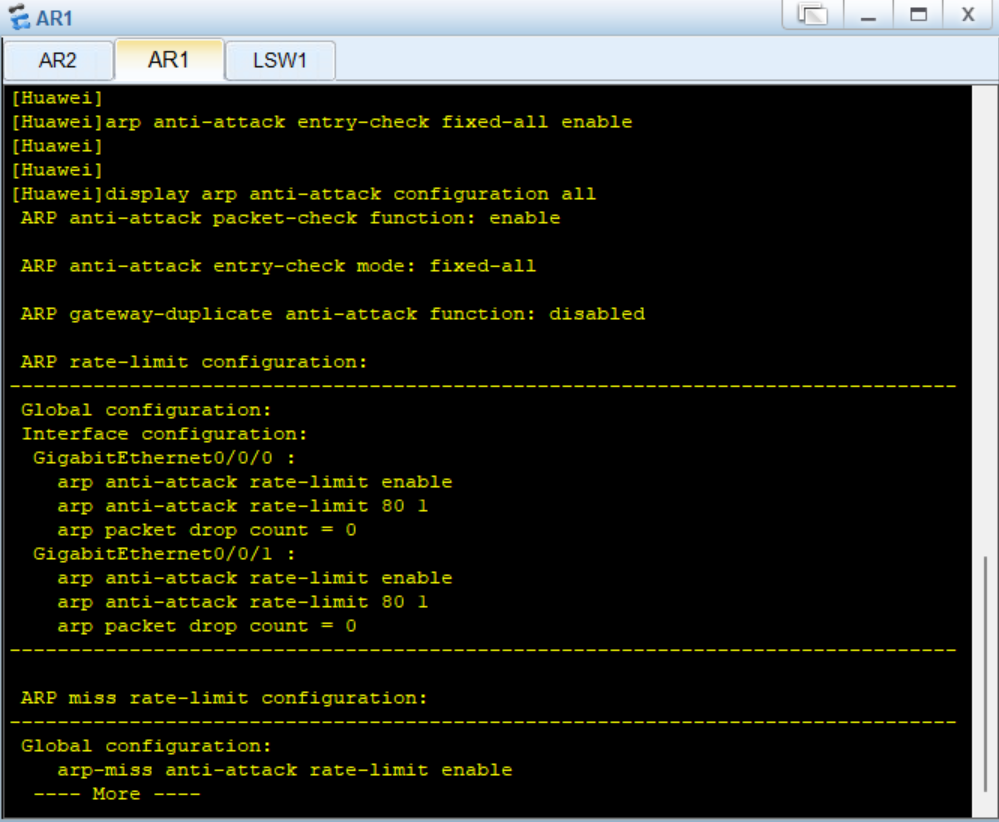 AR1
X
AR2 AR1 LSW1
[Huawei]
[Huawei]arp anti-attack entry-check fixed-all enable
[Huawei]
[Huawei]
[Huawei]display arp anti-attack configuration all
ARP anti-attack packet-check function: enable
ARP anti-attack entry-check mode: fixed-all
ARP gateway-duplicate anti-attack function: disabled
ARP rate-limit configuration:
-------------------------------------------------------------------------------
Global configuration:
Interface configuration:
GigabitEthernet0/0/0 :
arp anti-attack rate-limit enable
arp anti-attack rate-limit 80 1
arp packet drop count = 0
GigabitEthernet0/0/1 :
arp anti-attack rate-limit enable
arp anti-attack rate-limit 80 1
arp packet drop count = 0
-------------------------------------------------------------------------------
ARP miss rate-limit configuration:
-------------------------------------------------------------------------------
Global configuration:
arp-miss anti-attack rate-limit enable
---- More ----